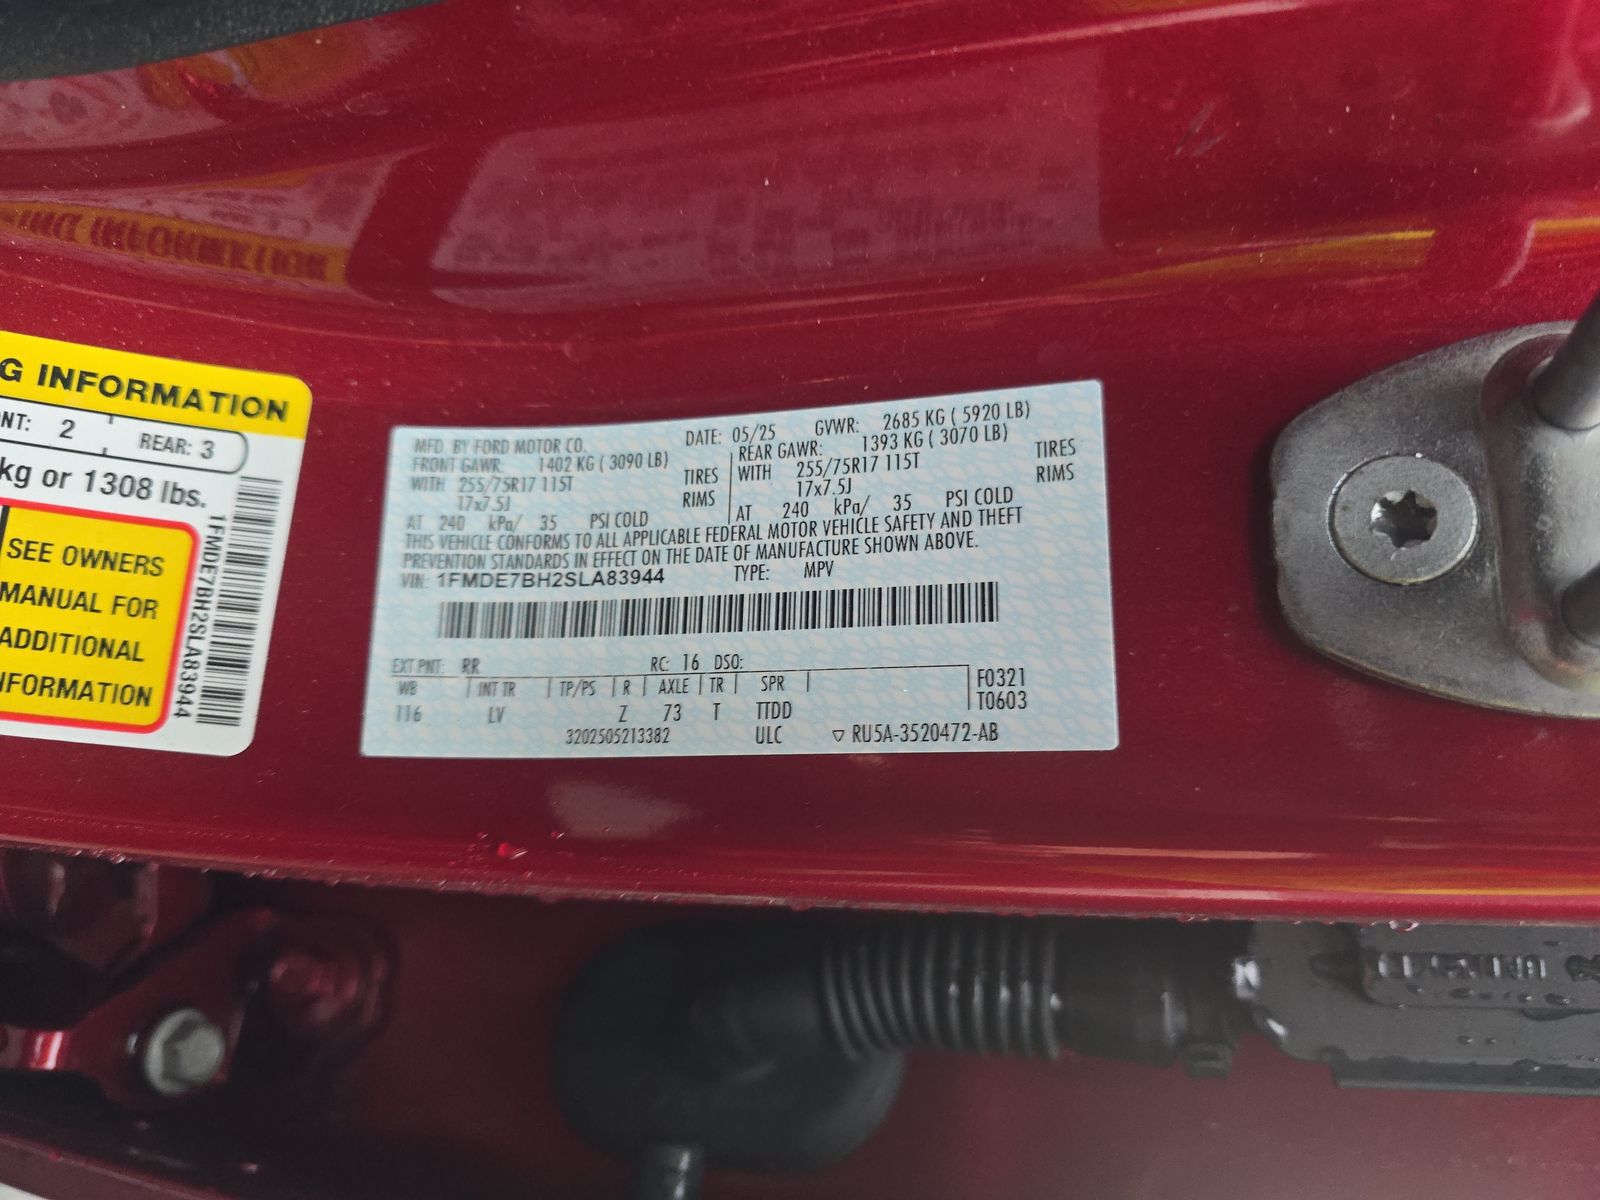 G INFORMATION
NT: 2 REAR: 3
kg or 1308 lbs.
SEE OWNERS
MANUAL FOR
ADDITIONAL
FORMATION
1FMDE7BH2SLA83944
MFD. BY FORD MOTOR CO. DATE: 05/25 GVWR: 2685 KG ( 5920 LB)
FRONT GAWR: 1402 KG ( 3090 LB) REAR GAWR: 1393 KG ( 3070 LB)
WITH 255/75R17 115T TIRES WITH 255/75R17 115T TIRES
17x7.5J RIMS 17x7.5J RIMS
AT 240 kPa/ 35 PSI COLD AT 240 kPa/ 35 PSI COLD
THIS VEHICLE CONFORMS TO ALL APPLICABLE FEDERAL MOTOR VEHICLE SAFETY AND THEFT
PREVENTION STANDARDS IN EFFECT ON THE DATE OF MANUFACTURE SHOWN ABOVE.
VIN: 1FMDE7BH2SLA83944 TYPE: MPV
EXT PNT: RR RC: 16 DSO:
WB INT TR TP/PS R AXLE TR SPR F0321
116 LV Z 73 T TTDD T0603
3202505213382 ULC ▽ RU5A-3520472-AB